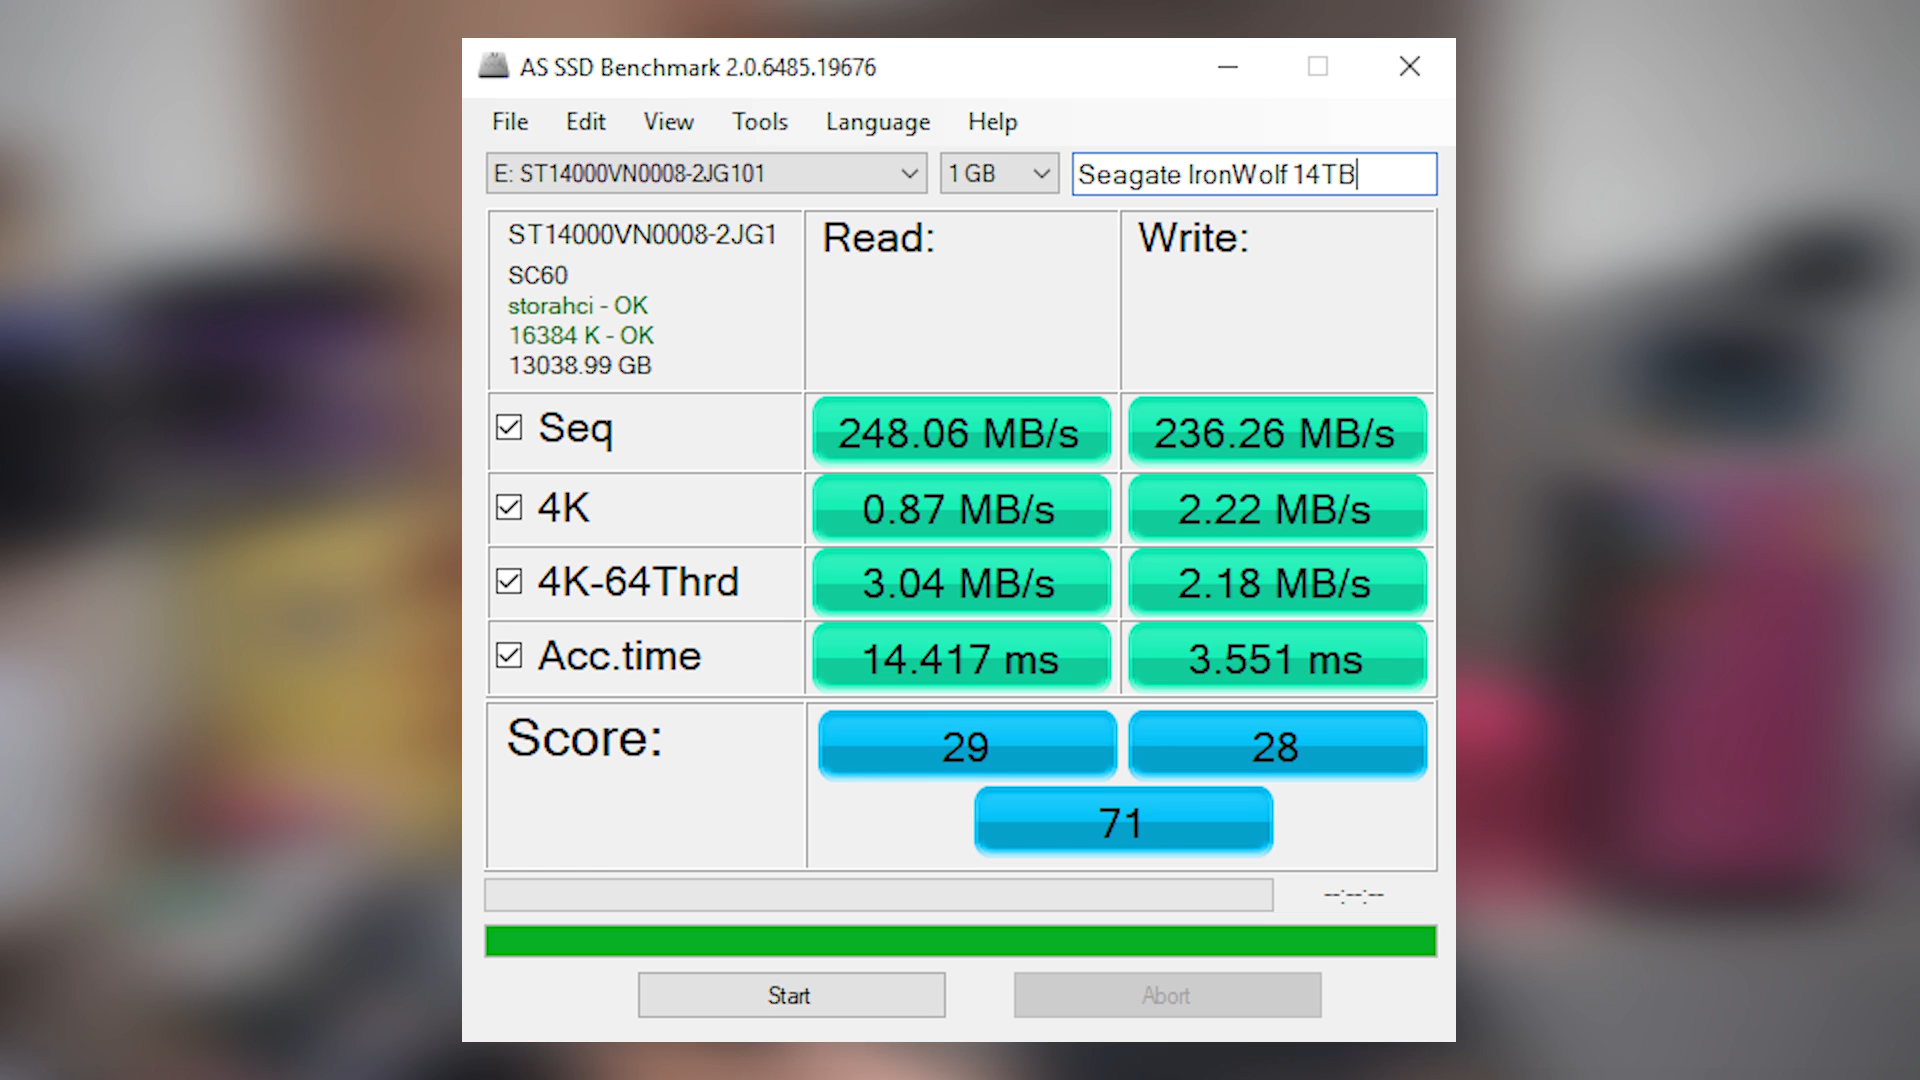 AS SSD Benchmark 2.0.6485.19676
File Edit View Tools Language Help
E: ST14000VN0008-2JG101 1 GB Seagate IronWolf 14TB
ST14000VN0008-2JG1 Read: Write:
SC60
storahci - OK
16384 K - OK
13038.99 GB
Seq 248.06 MB/s 236.26 MB/s
4K 0.87 MB/s 2.22 MB/s
4K-64Thrd 3.04 MB/s 2.18 MB/s
Acc.time 14.417 ms 3.551 ms
Score: 29 28
71
--:--:--
Start Abort